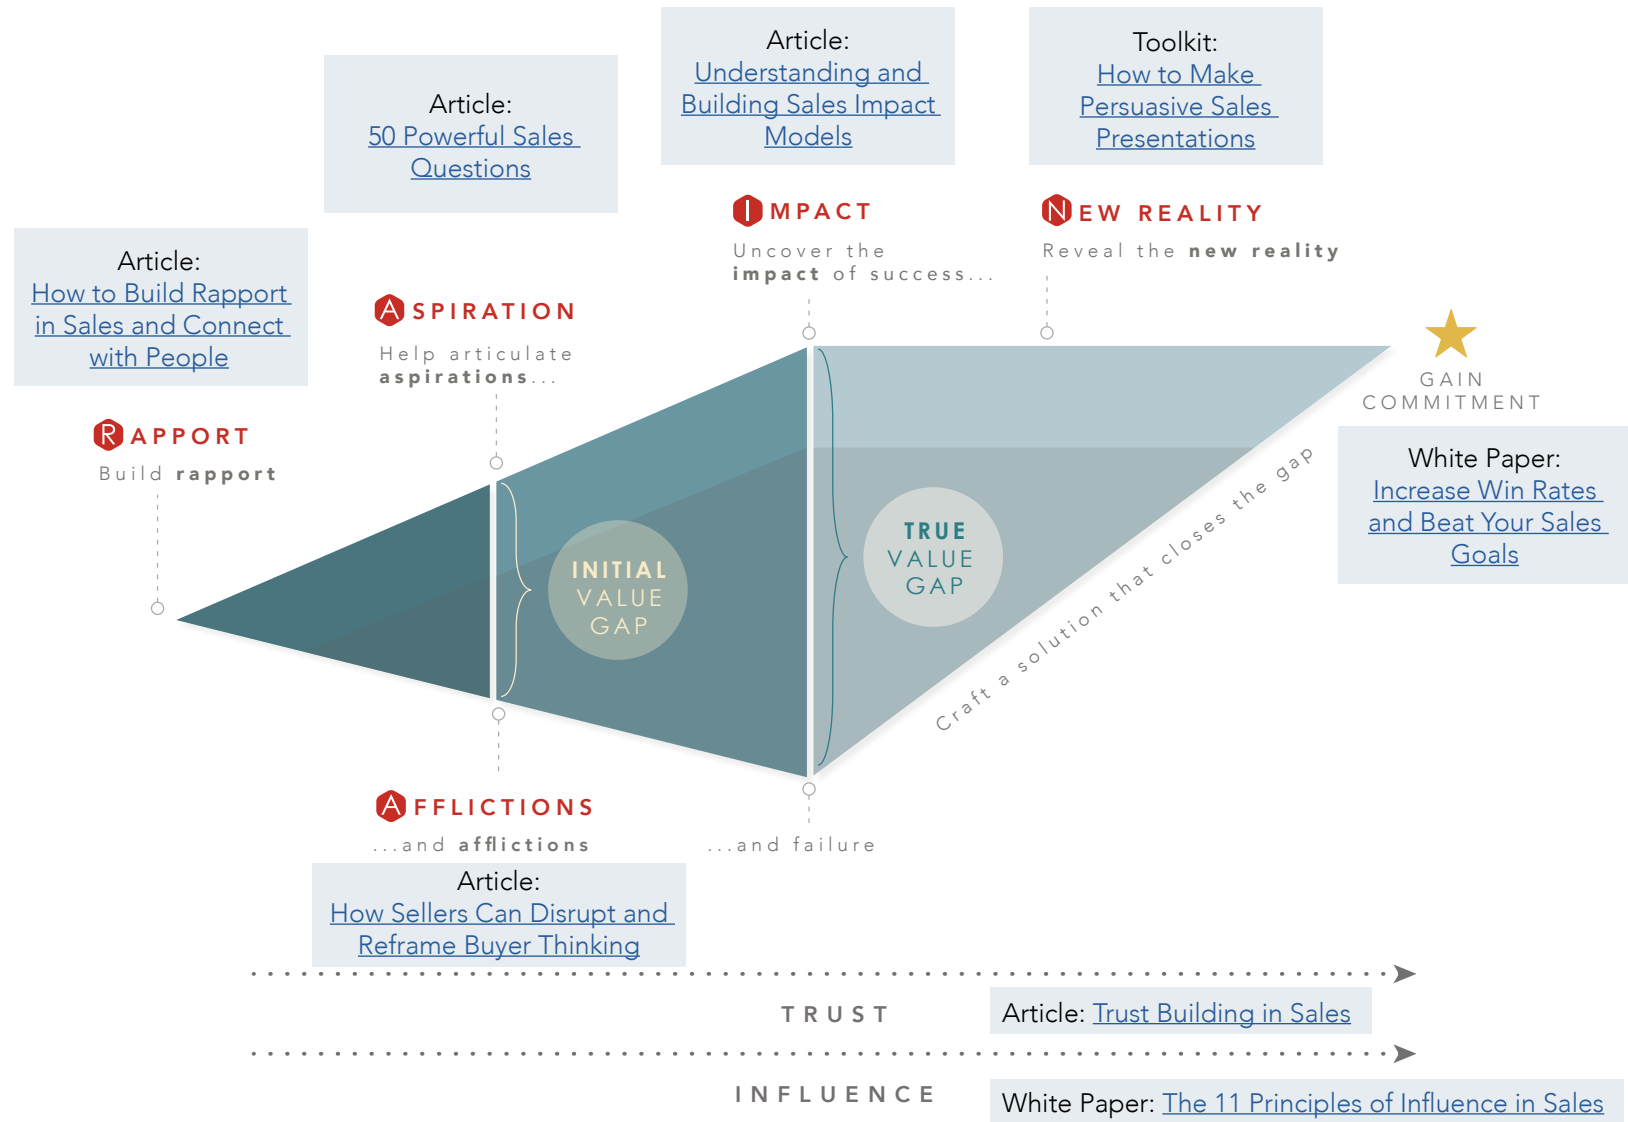 Article:
How to Build Rapport
in Sales and Connect
with People
RAPPORT
Build rapport
Article:
50 Powerful Sales
Questions
ASPIRATION
Help articulate
aspirations...
Article:
Understanding and
Building Sales Impact
Models
IMPACT
Uncover the
impact of success...
Toolkit:
How to Make
Persuasive Sales
Presentations
NEW REALITY
Reveal the new reality
GAIN
COMMITMENT
White Paper:
Increase Win Rates
and Beat Your Sales
Goals
INITIAL
VALUE
GAP
TRUE
VALUE
GAP
Craft a solution that closes the gap
AFFLICTIONS
...and afflictions
...and failure
Article:
How Sellers Can Disrupt and
Reframe Buyer Thinking
TRUST
Article: Trust Building in Sales
INFLUENCE
White Paper: The 11 Principles of Influence in Sales